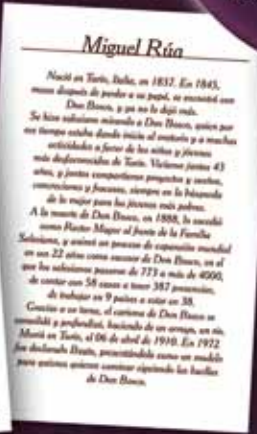 Miguel Rúa
Nació en Turín, Italia, en 1837. En 1845,
meses después de perder a su papá, se encontró con
Don Bosco, y ya no lo dejó más.
Se hizo salesiano mirando a Don Bosco, quien por
ese tiempo estaba dando inicio al oratorio y a muchas
actividades a favor de los niños y jóvenes
más desfavorecidos de Turín. Vivieron juntos 43
años, y juntos compartieron proyectos y sueños,
concreciones y fracasos, siempre en la búsqueda
de lo mejor para los jóvenes más pobres.
A la muerte de Don Bosco, en 1888, lo sucedió
como Rector Mayor al frente de la Familia
Salesiana, y animó un proceso de expansión mundial
en sus 22 años como sucesor de Don Bosco, en el
que los salesianos pasaron de 773 a más de 4000,
de contar con 58 casas a tener 387 presencias,
de trabajar en 9 países a estar en 38.
Gracias a su tarea, el carisma de Don Bosco se
consolidó y profundizó, haciendo de un arroyo, un río.
Murió en Turín, el 06 de abril de 1910. En 1972
fue declarado Beato, presentándolo como un modelo
para quienes quieren caminar siguiendo las huellas
de Don Bosco.